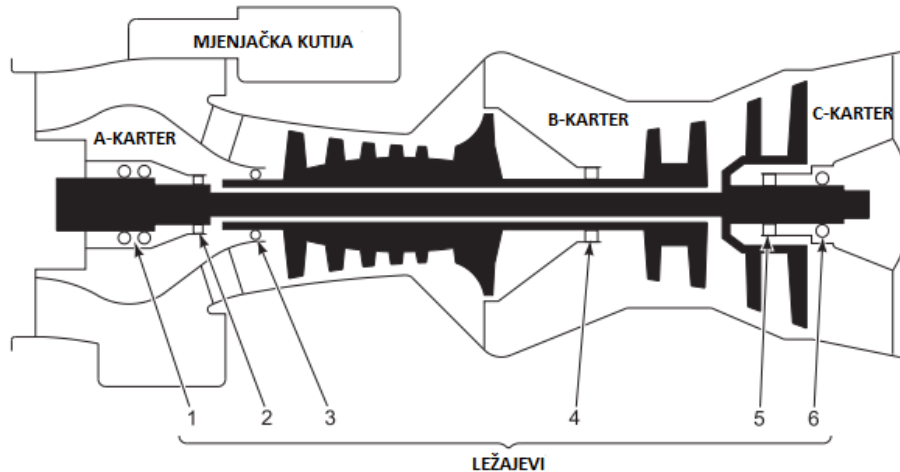 MJENJAČKA KUTIJA
A-KARTER
B-KARTER
C-KARTER
1
2
3
4
5
6
LEŽAJEVI